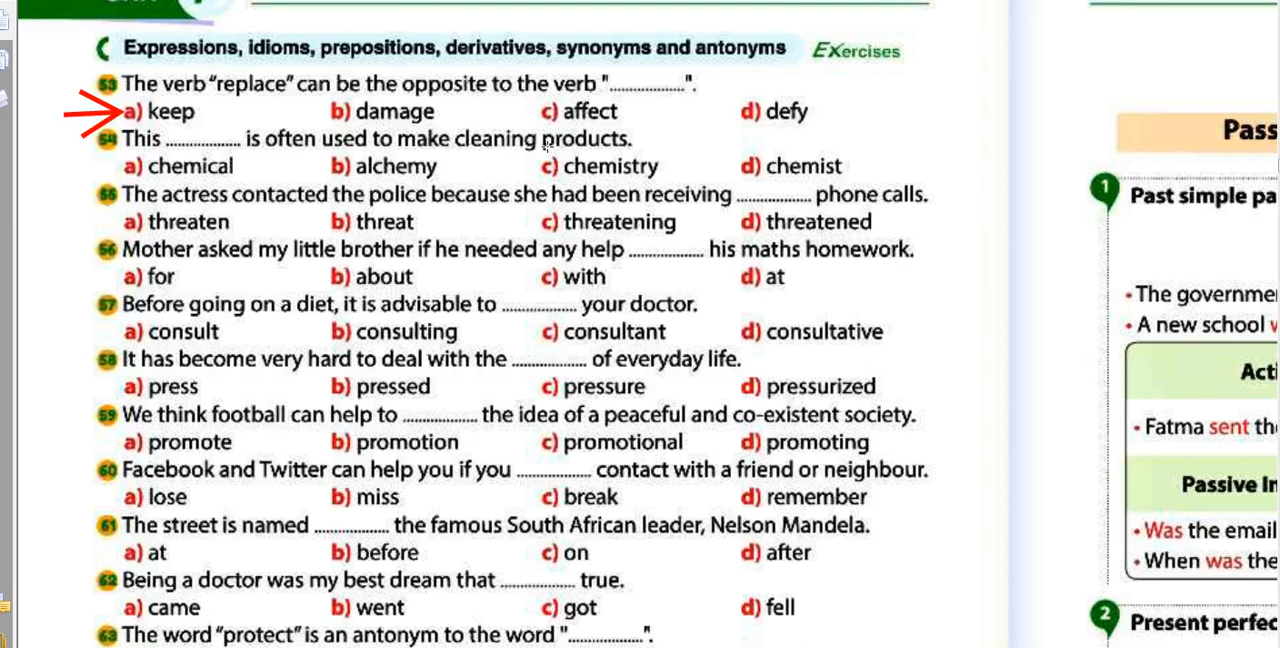 Expressions, idioms, prepositions, derivatives, synonyms and antonyms
Exercises
53 The verb "replace" can be the opposite to the verb "..................".
a) keep b) damage c) affect d) defy
54 This .................. is often used to make cleaning products.
a) chemical b) alchemy c) chemistry d) chemist
55 The actress contacted the police because she had been receiving .................. phone calls.
a) threaten b) threat c) threatening d) threatened
56 Mother asked my little brother if he needed any help .................. his maths homework.
a) for b) about c) with d) at
57 Before going on a diet, it is advisable to .................. your doctor.
a) consult b) consulting c) consultant d) consultative
58 It has become very hard to deal with the .................. of everyday life.
a) press b) pressed c) pressure d) pressurized
59 We think football can help to .................. the idea of a peaceful and co-existent society.
a) promote b) promotion c) promotional d) promoting
60 Facebook and Twitter can help you if you .................. contact with a friend or neighbour.
a) lose b) miss c) break d) remember
61 The street is named .................. the famous South African leader, Nelson Mandela.
a) at b) before c) on d) after
62 Being a doctor was my best dream that .................. true.
a) came b) went c) got d) fell
63 The word "protect" is an antonym to the word "..................".
Pass
1 Past simple pa
• The governme
• A new school w
Acti
• Fatma sent th
Passive In
• Was the email
• When was the
2 Present perfec